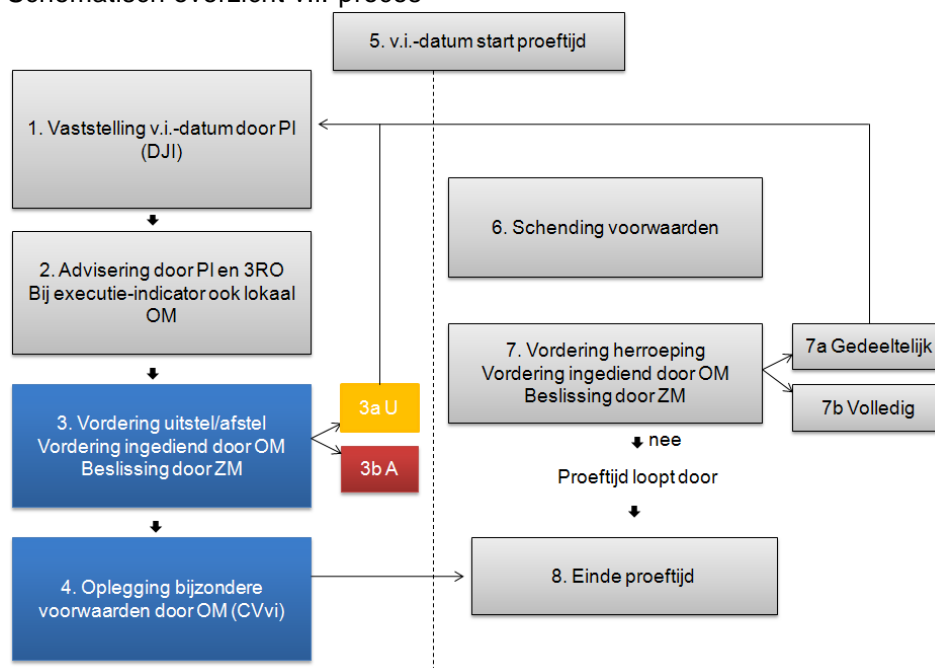 Schematisch overzicht v.i.-proces
5. v.i.-datum start proeftijd
1. Vaststelling v.i.-datum door PI
(DJI)
2. Advisering door PI en 3RO
Bij executie-indicator ook lokaal
OM
3. Vordering uitstel/afstel
Vordering ingediend door OM
Beslissing door ZM
3a U
3b A
4. Oplegging bijzondere
voorwaarden door OM (CVvi)
6. Schending voorwaarden
7. Vordering herroeping
Vordering ingediend door OM
Beslissing door ZM
7a Gedeeltelijk
7b Volledig
nee
Proeftijd loopt door
8. Einde proeftijd